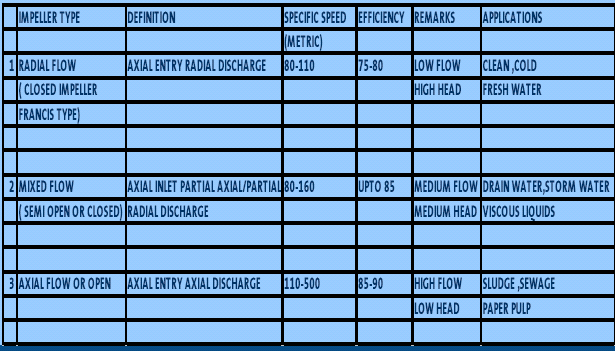 IMPELLER TYPE DEFINITION SPECIFIC SPEED EFFICIENCY REMARKS APPLICATIONS
(METRIC)
1 RADIAL FLOW AXIAL ENTRY RADIAL DISCHARGE 80-110 75-80 LOW FLOW CLEAN ,COLD
( CLOSED IMPELLER HIGH HEAD FRESH WATER
FRANCIS TYPE)
2 MIXED FLOW AXIAL INLET PARTIAL AXIAL/PARTIAL 80-160 UPTO 85 MEDIUM FLOW DRAIN WATER,STORM WATER
( SEMI OPEN OR CLOSED) RADIAL DISCHARGE MEDIUM HEAD VISCOUS LIQUIDS
3 AXIAL FLOW OR OPEN AXIAL ENTRY AXIAL DISCHARGE 110-500 85-90 HIGH FLOW SLUDGE ,SEWAGE
LOW HEAD PAPER PULP